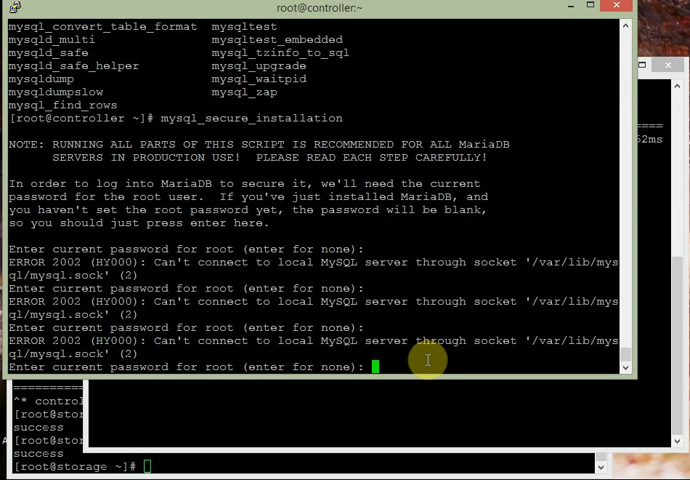 root@controller:~
mysql_convert_table_format  mysqltest
mysqld_multi                mysqltest_embedded
mysqld_safe                 mysql_tzinfo_to_sql
mysqld_safe_helper          mysql_upgrade
mysqldump                   mysql_waitpid
mysqldumpslow               mysql_zap
mysql_find_rows
[root@controller ~]# mysql_secure_installation
NOTE: RUNNING ALL PARTS OF THIS SCRIPT IS RECOMMENDED FOR ALL MariaDB
      SERVERS IN PRODUCTION USE!  PLEASE READ EACH STEP CAREFULLY!
In order to log into MariaDB to secure it, we'll need the current
password for the root user.  If you've just installed MariaDB, and
you haven't set the root password yet, the password will be blank,
so you should just press enter here.
Enter current password for root (enter for none):
ERROR 2002 (HY000): Can't connect to local MySQL server through socket '/var/lib/mys
ql/mysql.sock' (2)
Enter current password for root (enter for none):
ERROR 2002 (HY000): Can't connect to local MySQL server through socket '/var/lib/mys
ql/mysql.sock' (2)
Enter current password for root (enter for none):
ERROR 2002 (HY000): Can't connect to local MySQL server through socket '/var/lib/mys
ql/mysql.sock' (2)
Enter current password for root (enter for none):
====
52ms
===========
^* control
[root@stor
success
[root@stor
success
[root@storage ~]#